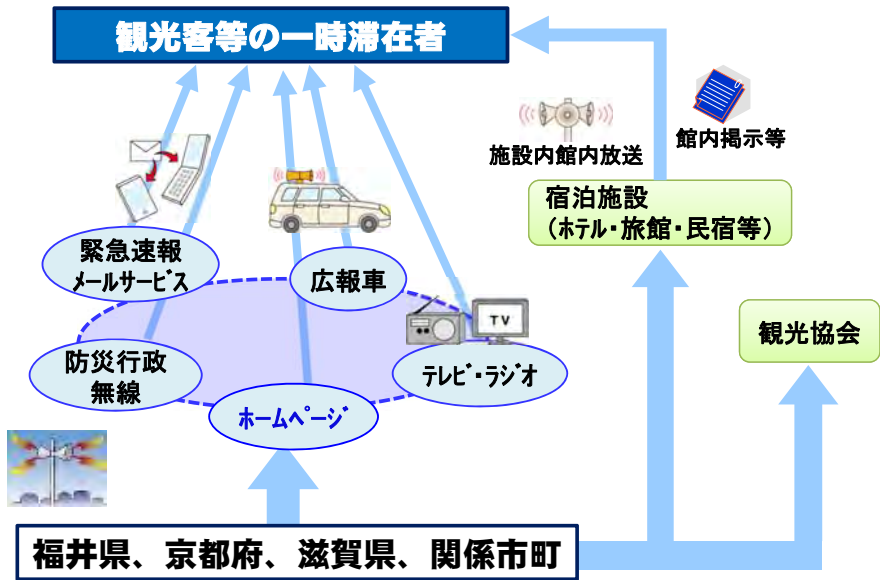 観光客等の一時滞在者
施設内館内放送
館内掲示等
宿泊施設
(ホテル・旅館・民宿等)
緊急速報
メールサービス
広報車
TV
観光協会
防災行政
無線
テレビ・ラジオ
ホームページ
福井県、京都府、滋賀県、関係市町